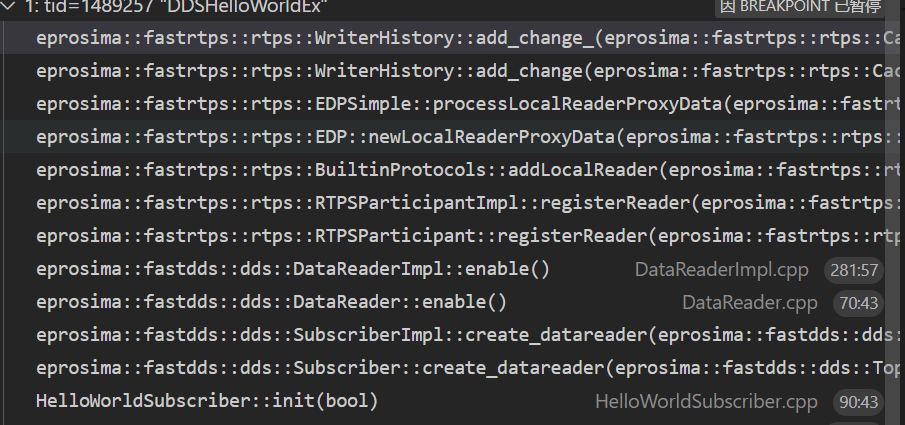 1: tid=1489257 "DDSHelloWorldEx" 因 BREAKPOINT 已暂停
eprosima::fastrtps::rtps::WriterHistory::add_change_(eprosima::fastrtps::rtps::Ca
eprosima::fastrtps::rtps::WriterHistory::add_change(eprosima::fastrtps::rtps::Cac
eprosima::fastrtps::rtps::EDPSimple::processLocalReaderProxyData(eprosima::fastrt
eprosima::fastrtps::rtps::EDP::newLocalReaderProxyData(eprosima::fastrtps::rtps::
eprosima::fastrtps::rtps::BuiltinProtocols::addLocalReader(eprosima::fastrtps::rt
eprosima::fastrtps::rtps::RTPSParticipantImpl::registerReader(eprosima::fastrtps:
eprosima::fastrtps::rtps::RTPSParticipant::registerReader(eprosima::fastrtps::rtp
eprosima::fastdds::dds::DataReaderImpl::enable() DataReaderImpl.cpp 281:57
eprosima::fastdds::dds::DataReader::enable() DataReader.cpp 70:43
eprosima::fastdds::dds::SubscriberImpl::create_datareader(eprosima::fastdds::dds:
eprosima::fastdds::dds::Subscriber::create_datareader(eprosima::fastdds::dds::Top
HelloWorldSubscriber::init(bool) HelloWorldSubscriber.cpp 90:43